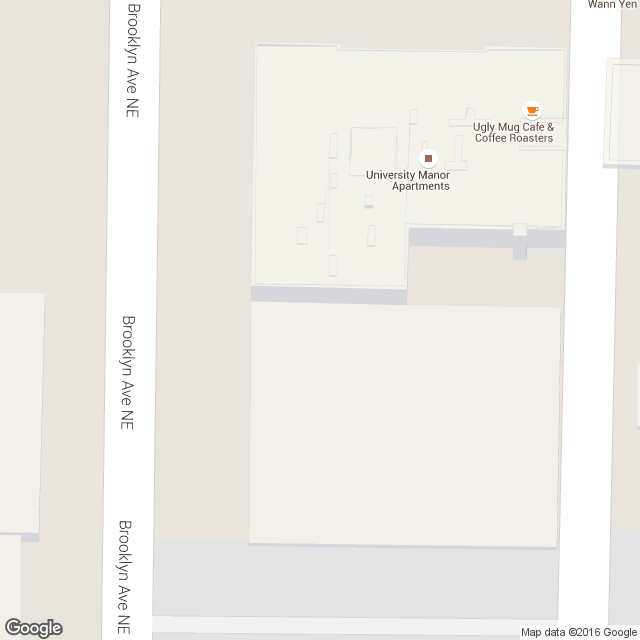 Wann Yen
Brooklyn Ave NE
Ugly Mug Cafe &
Coffee Roasters
University Manor
Apartments
Brooklyn Ave NE
Brooklyn Ave NE
Google
Map data ©2016 Google